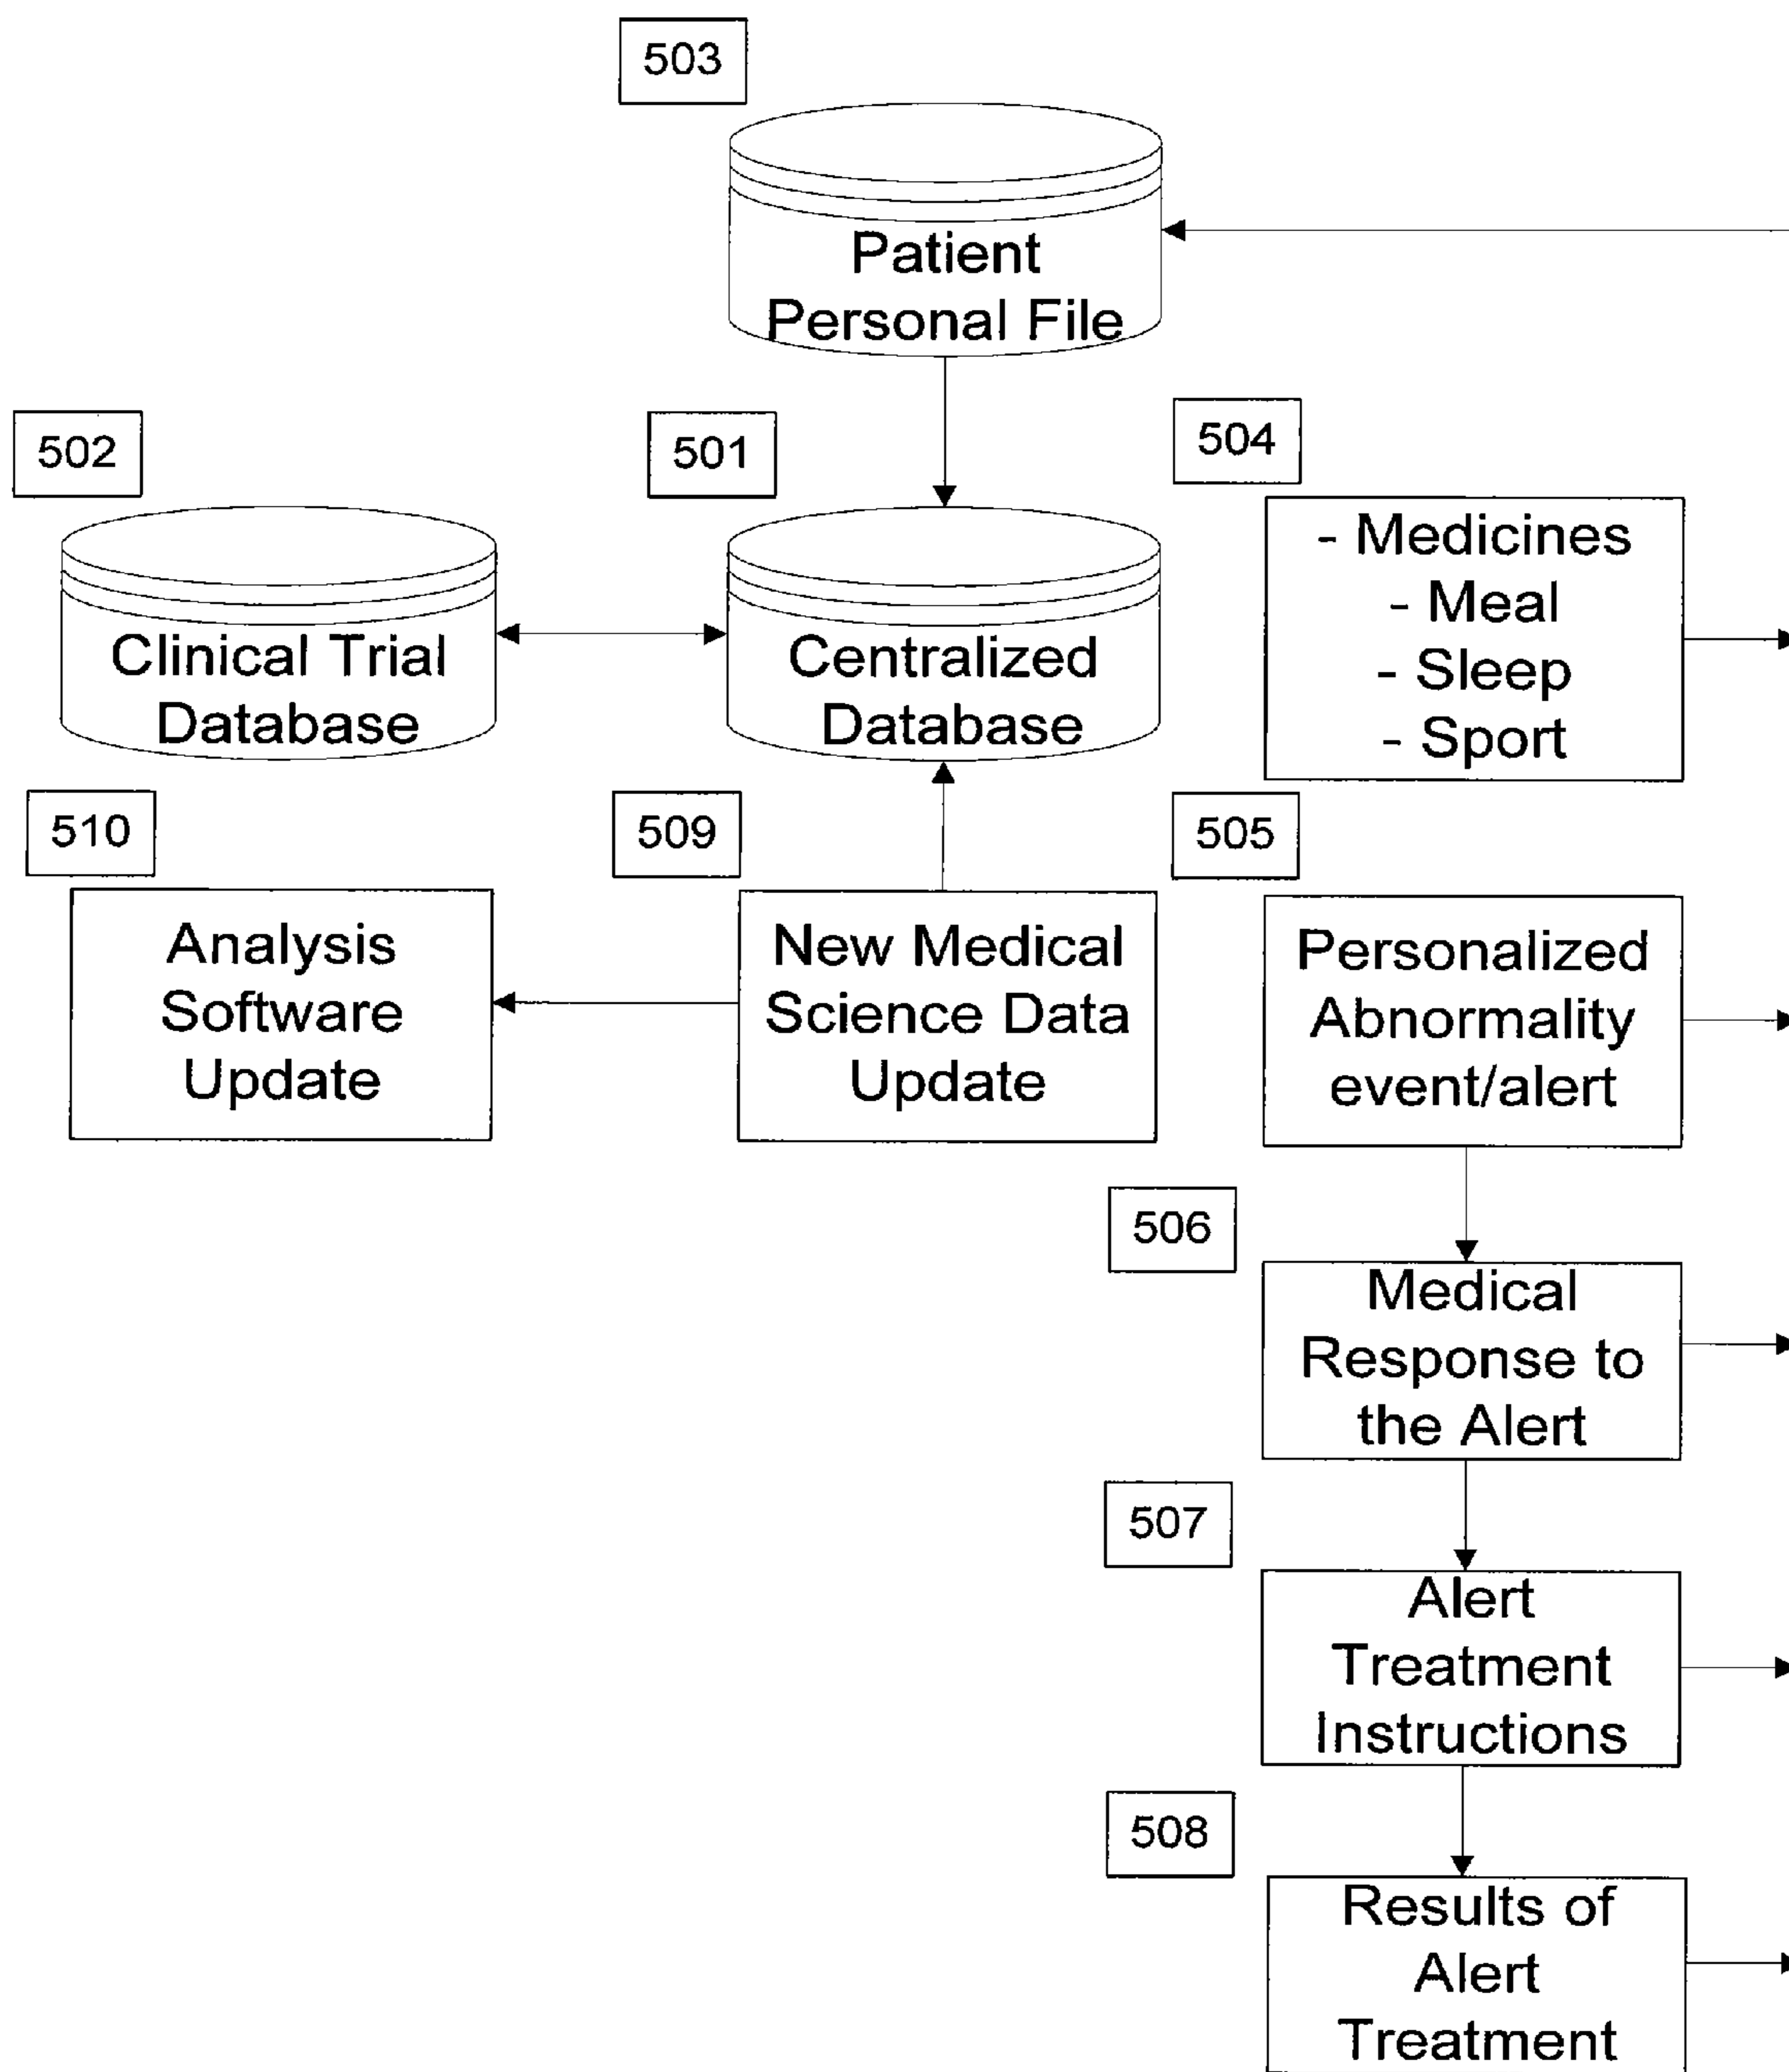 503
Patient
Personal File
502
501
504
Clinical Trial
Database
Centralized
Database
- Medicines
- Meal
- Sleep
- Sport
510
509
505
Analysis
Software
Update
New Medical
Science Data
Update
Personalized
Abnormality
event/alert
506
Medical
Response to
the Alert
507
Alert
Treatment
Instructions
508
Results of
Alert
Treatment